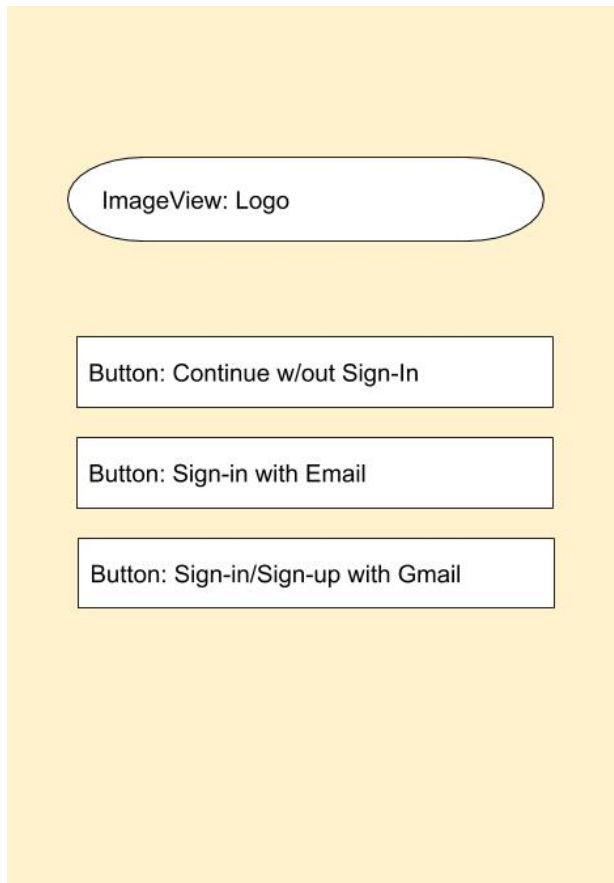 ImageView: Logo
Button: Continue w/out Sign-In
Button: Sign-in with Email
Button: Sign-in/Sign-up with Gmail